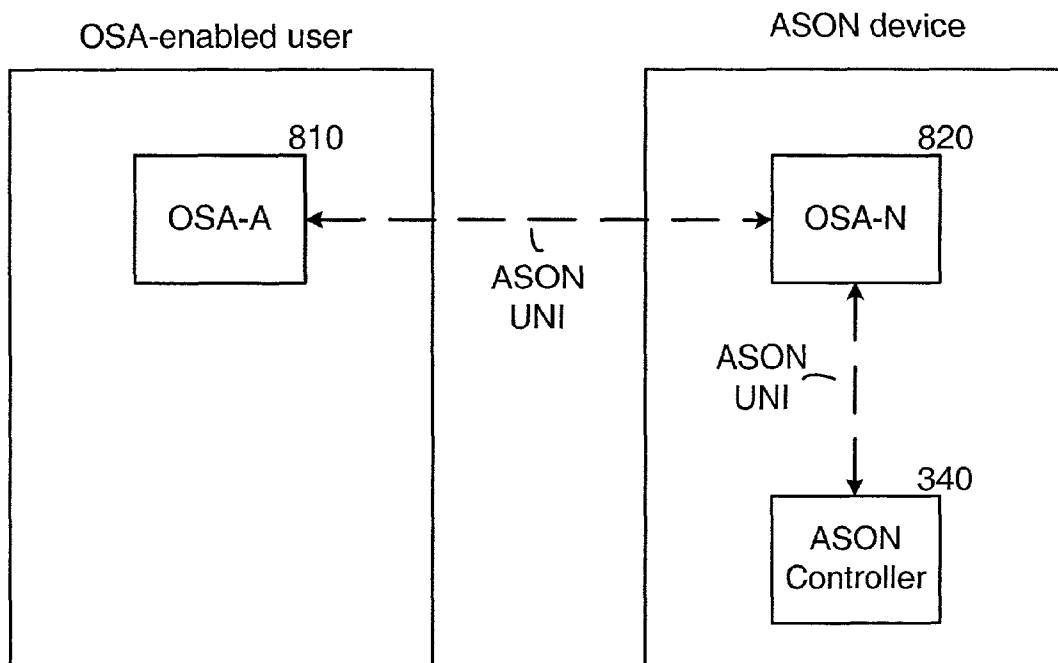 OSA-enabled user
ASON device
810
820
OSA-A
OSA-N
ASON
UNI
ASON
UNI
340
ASON
Controller